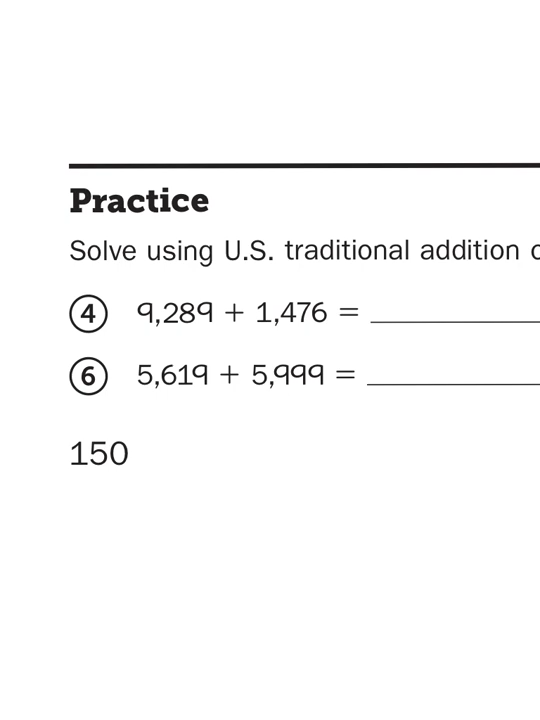 Practice
Solve using U.S. traditional addition
④ 9,289 + 1,476 =
⑥ 5,619 + 5,999 =
150